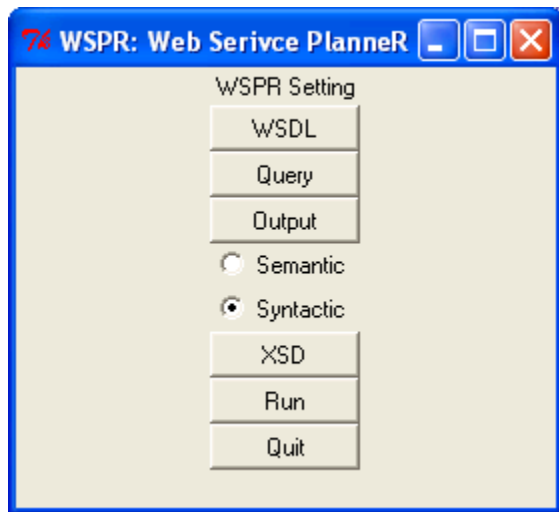 WSPR: Web Serivce PlanneR
WSPR Setting
WSDL
Query
Output
Semantic
Syntactic
XSD
Run
Quit